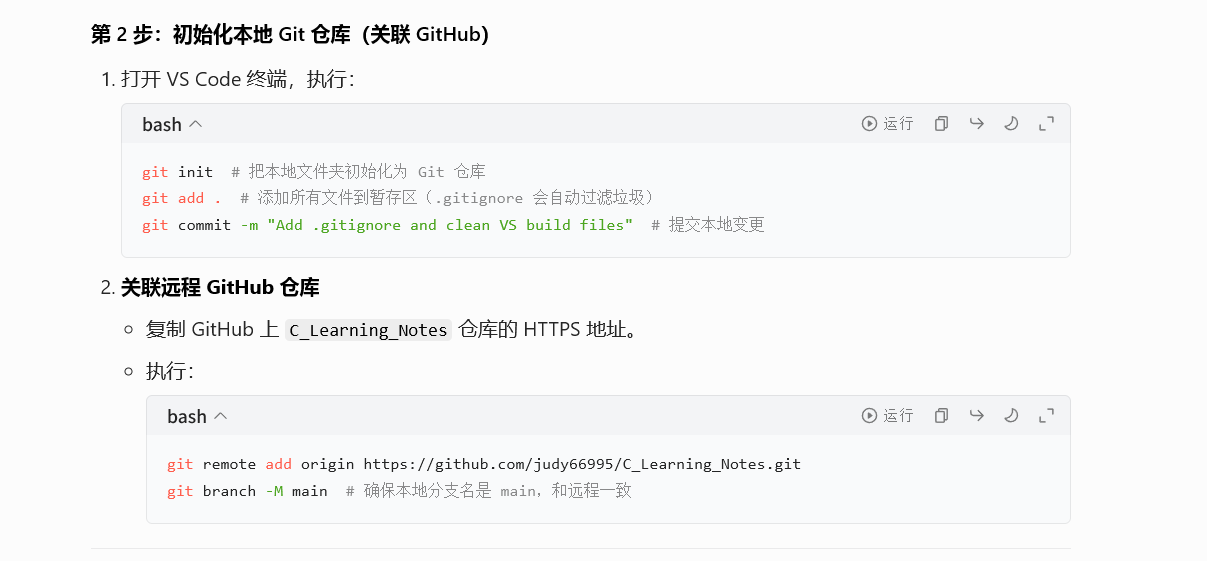 第 2 步：初始化本地 Git 仓库（关联 GitHub）
1. 打开 VS Code 终端，执行：
bash
运行
git init  # 把本地文件夹初始化为 Git 仓库
git add .  # 添加所有文件到暂存区（.gitignore 会自动过滤垃圾）
git commit -m "Add .gitignore and clean VS build files"  # 提交本地变更
2. 关联远程 GitHub 仓库
复制 GitHub 上 C_Learning_Notes 仓库的 HTTPS 地址。
执行：
bash
运行
git remote add origin https://github.com/judy66995/C_Learning_Notes.git
git branch -M main  # 确保本地分支名是 main，和远程一致